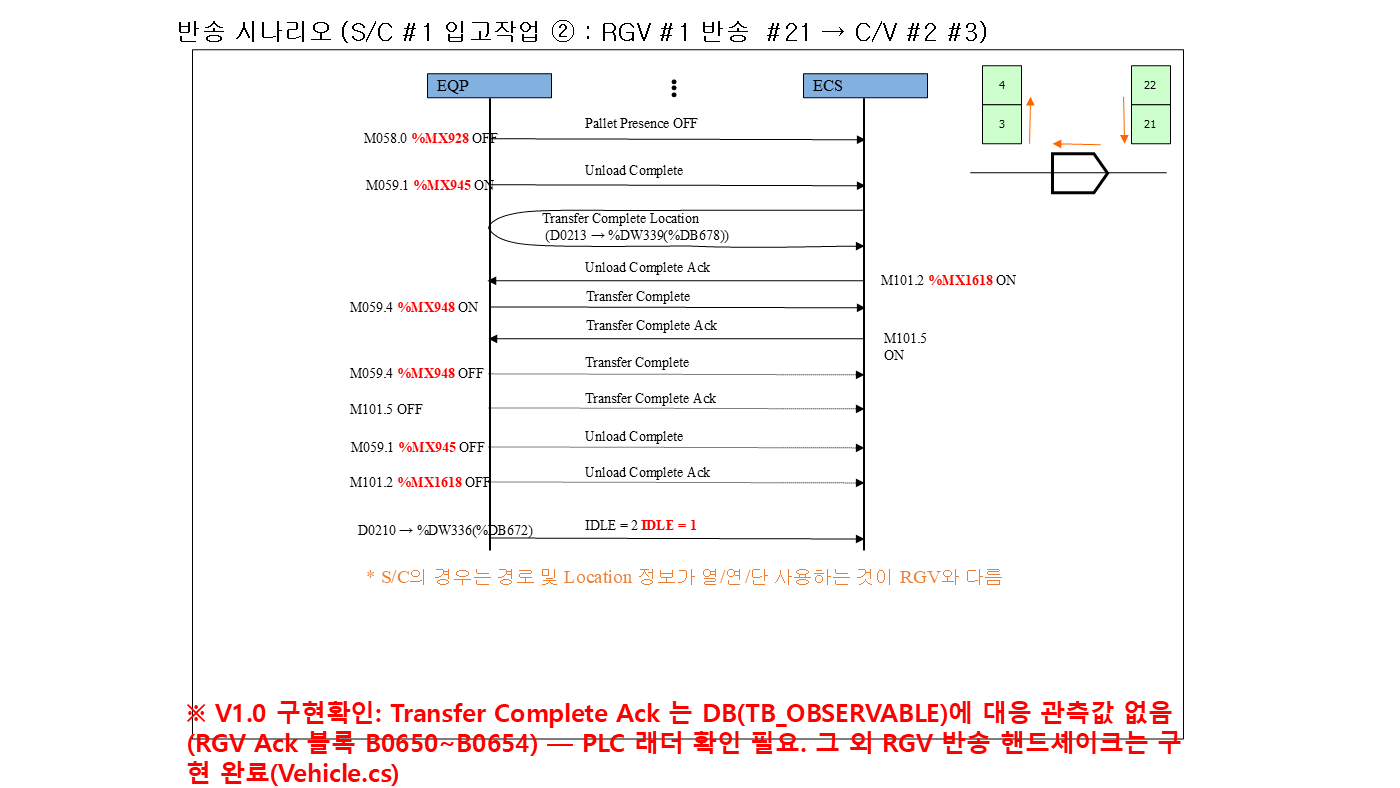 반송 시나리오 (S/C #1 입고작업 ② : RGV #1 반송  #21 → C/V #2 #3)
EQP
ECS
4
22
3
21
Pallet Presence OFF
M058.0 %MX928 OFF
Unload Complete
M059.1 %MX945 ON
Transfer Complete Location
(D0213 → %DW339(%DB678))
Unload Complete Ack
M101.2 %MX1618 ON
Transfer Complete
M059.4 %MX948 ON
Transfer Complete Ack
M101.5
ON
Transfer Complete
M059.4 %MX948 OFF
Transfer Complete Ack
M101.5 OFF
Unload Complete
M059.1 %MX945 OFF
Unload Complete Ack
M101.2 %MX1618 OFF
IDLE = 2 IDLE = 1
D0210 → %DW336(%DB672)
* S/C의 경우는 경로 및 Location 정보가 열/연/단 사용하는 것이 RGV와 다름
※ V1.0 구현확인: Transfer Complete Ack 는 DB(TB_OBSERVABLE)에 대응 관측값 없음
(RGV Ack 블록 B0650~B0654) — PLC 래더 확인 필요. 그 외 RGV 반송 핸드셰이크는 구
현 완료(Vehicle.cs)